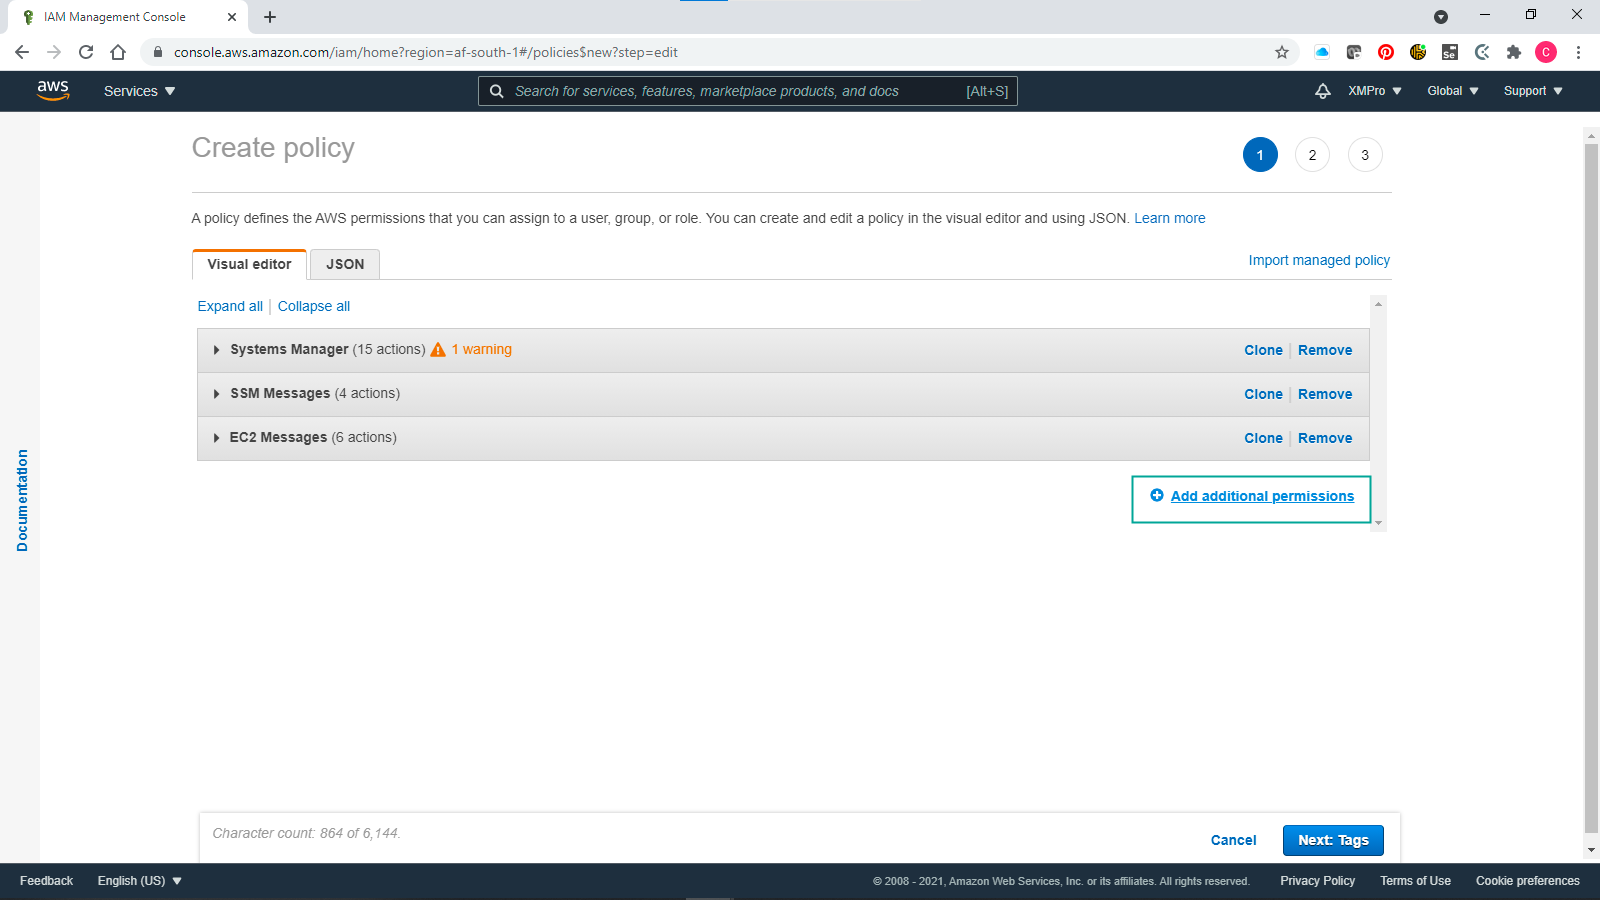 IAM Management Console
console.aws.amazon.com/iam/home?region=af-south-1#/policies$new?step=edit
Se
C
aws
Services
Search for services, features, marketplace products, and docs [Alt+S]
XMPro
Global
Support
Create policy
1
2
3
A policy defines the AWS permissions that you can assign to a user, group, or role. You can create and edit a policy in the visual editor and using JSON. Learn more
Visual editor
JSON
Import managed policy
Expand all
Collapse all
Systems Manager (15 actions) 1 warning
Clone
Remove
SSM Messages (4 actions)
Clone
Remove
EC2 Messages (6 actions)
Clone
Remove
Documentation
Add additional permissions
Character count: 864 of 6,144.
Cancel
Next: Tags
Feedback
English (US)
© 2008 - 2021, Amazon Web Services, Inc. or its affiliates. All rights reserved.
Privacy Policy
Terms of Use
Cookie preferences